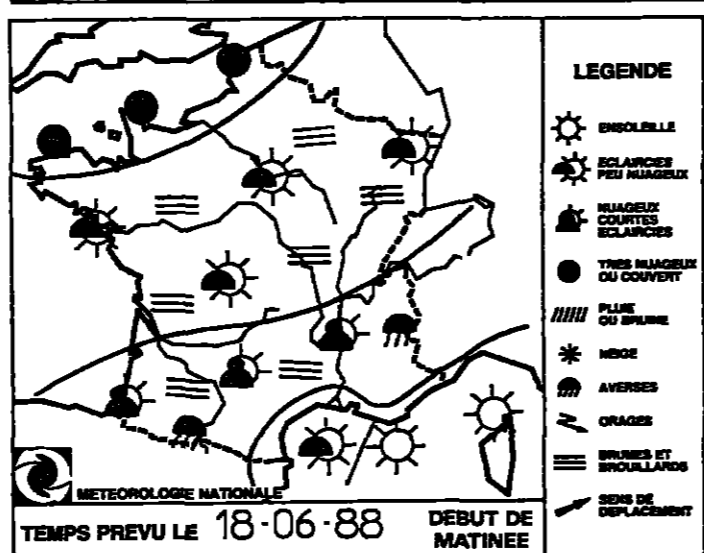 LEGENDE
ENSOLEILLE
ECLAIRCIES
PEU NUAGEUX
NUAGEUX
COURTES
ECLAIRCIES
TRES NUAGEUX
OU COUVERT
PLUIE
OU BRUINE
NEIGE
AVERSES
ORAGES
BRUMES ET
BROUILLARDS
SENS DE
DEPLACEMENT
METEOROLOGIE NATIONALE
TEMPS PREVU LE 18-06-88 DEBUT DE
MATINEE